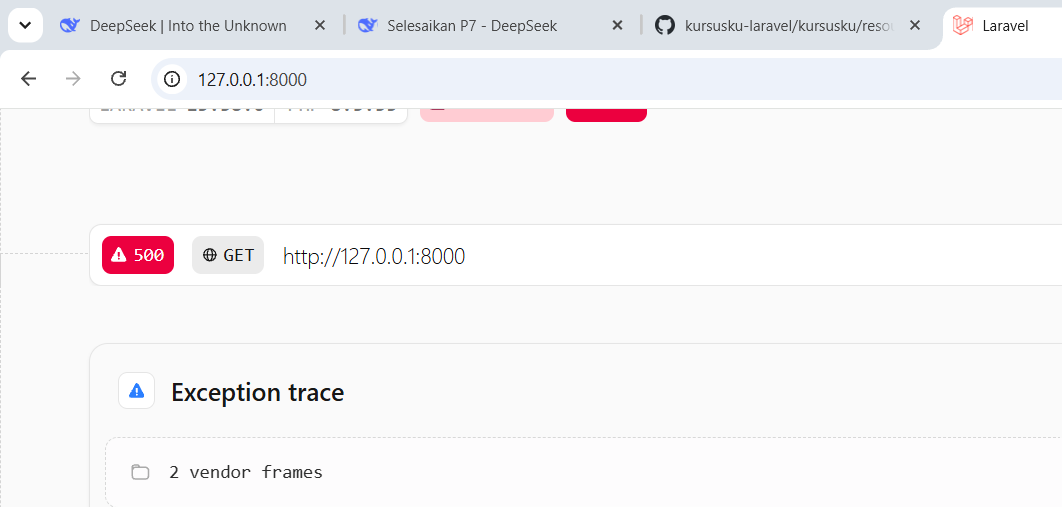 DeepSeek | Into the Unknown
Selesaikan P7 - DeepSeek
kursusku-laravel/kursusku/reso
Laravel
127.0.0.1:8000
LARAVEL
500
GET
http://127.0.0.1:8000
Exception trace
2 vendor frames